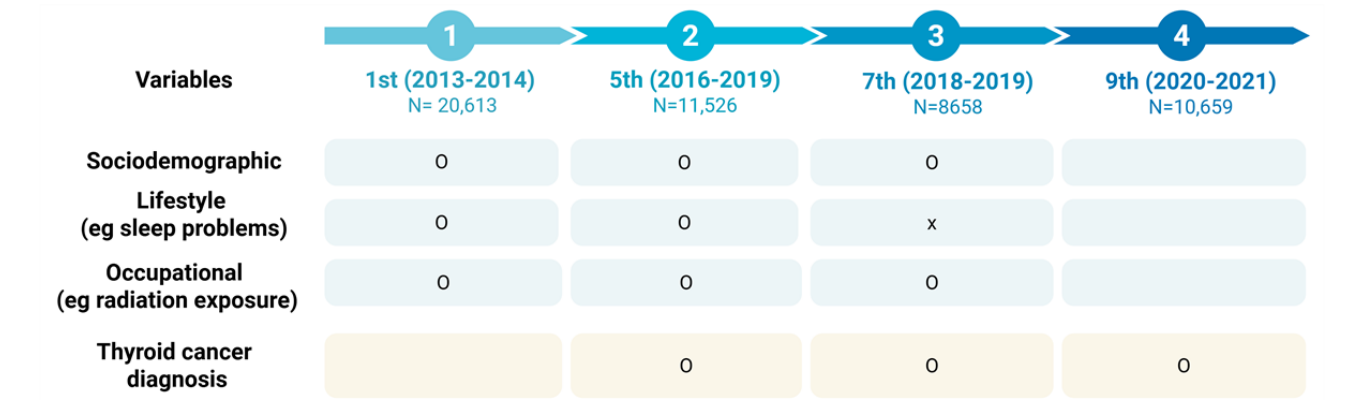 1 2 3 4
Variables 1st (2013-2014) 5th (2016-2019) 7th (2018-2019) 9th (2020-2021)
N= 20,613 N=11,526 N=8658 N=10,659
Sociodemographic O O O
Lifestyle
(eg sleep problems) O O x
Occupational
(eg radiation exposure) O O O
Thyroid cancer
diagnosis O O O